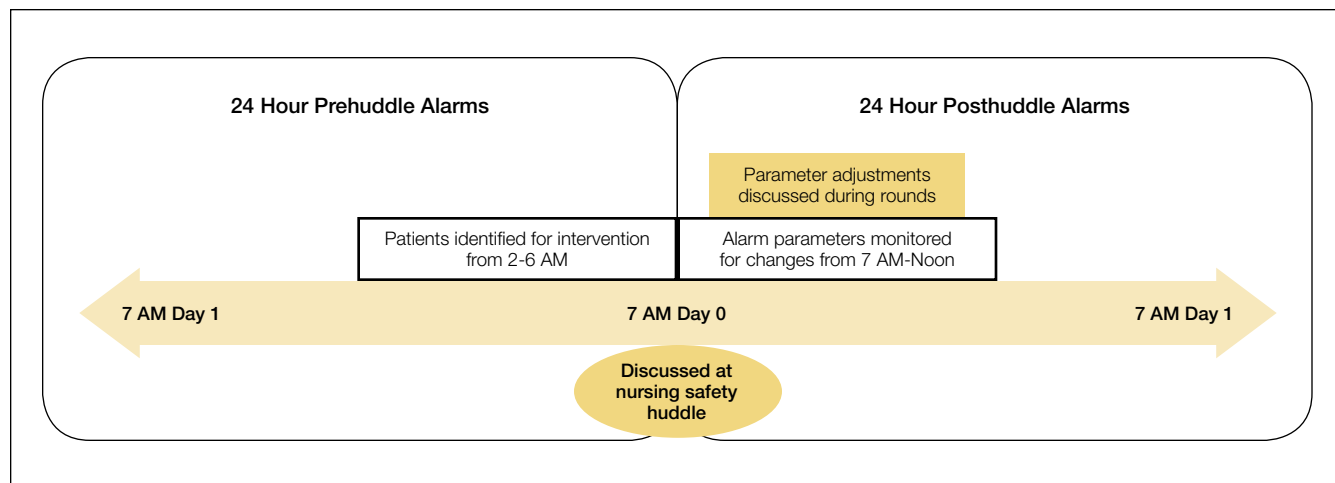 24 Hour Prehuddle Alarms
24 Hour Posthuddle Alarms
Parameter adjustments
discussed during rounds
Patients identified for intervention
from 2-6 AM
Alarm parameters monitored
for changes from 7 AM-Noon
7 AM Day 1
7 AM Day 0
7 AM Day 1
Discussed at
nursing safety
huddle